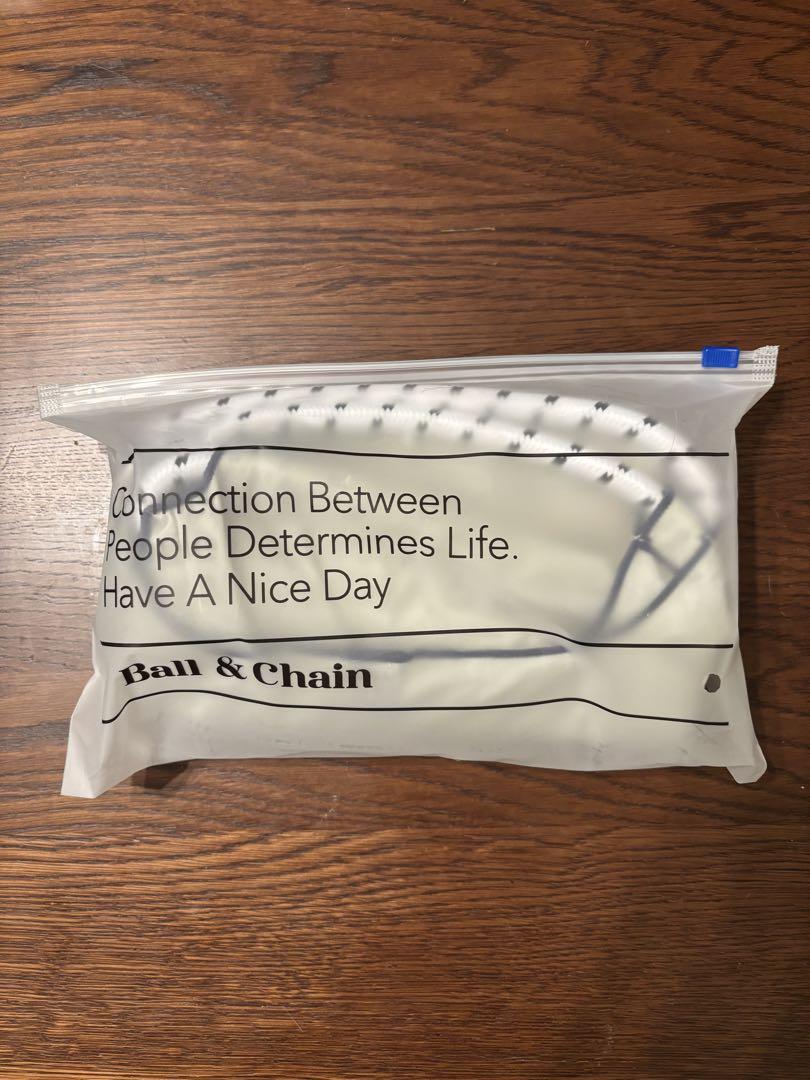 Connection Between
People Determines Life.
Have A Nice Day
Ball & Chain